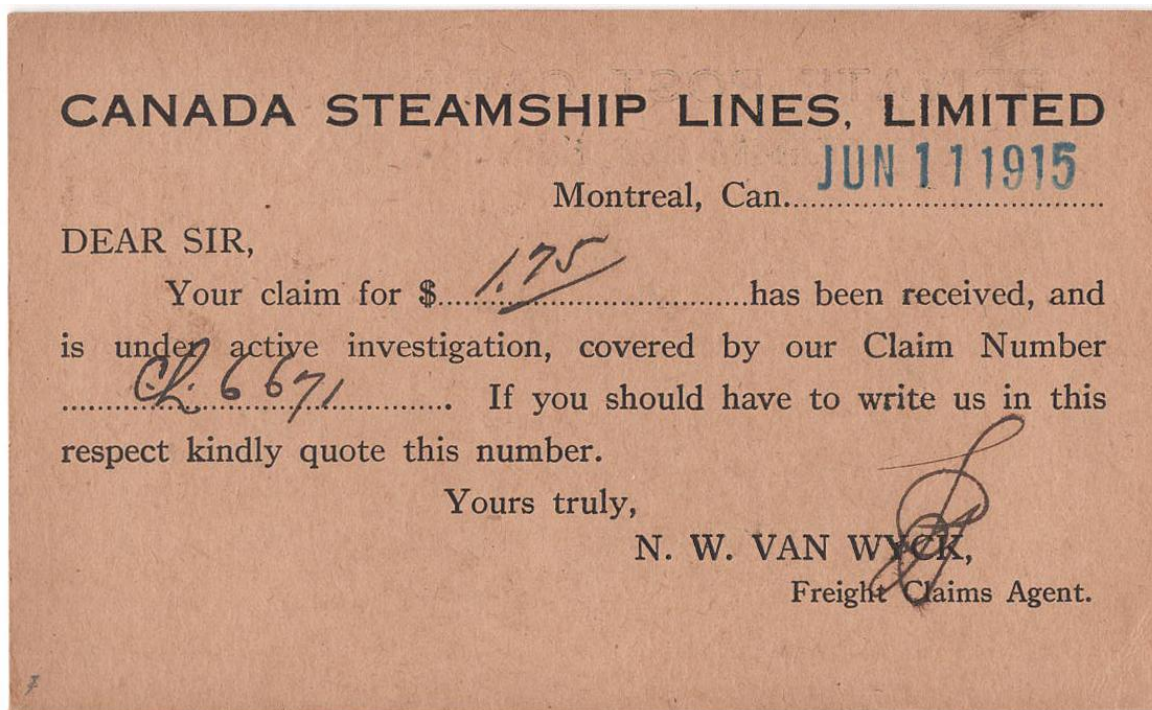 CANADA STEAMSHIP LINES, LIMITED
Montreal, Can. JUN 11 1915
DEAR SIR,
Your claim for $ 1.75 has been received, and
is under active investigation, covered by our Claim Number
CL. 6671. If you should have to write us in this
respect kindly quote this number.
Yours truly,
N. W. VAN WYCK,
Freight Claims Agent.